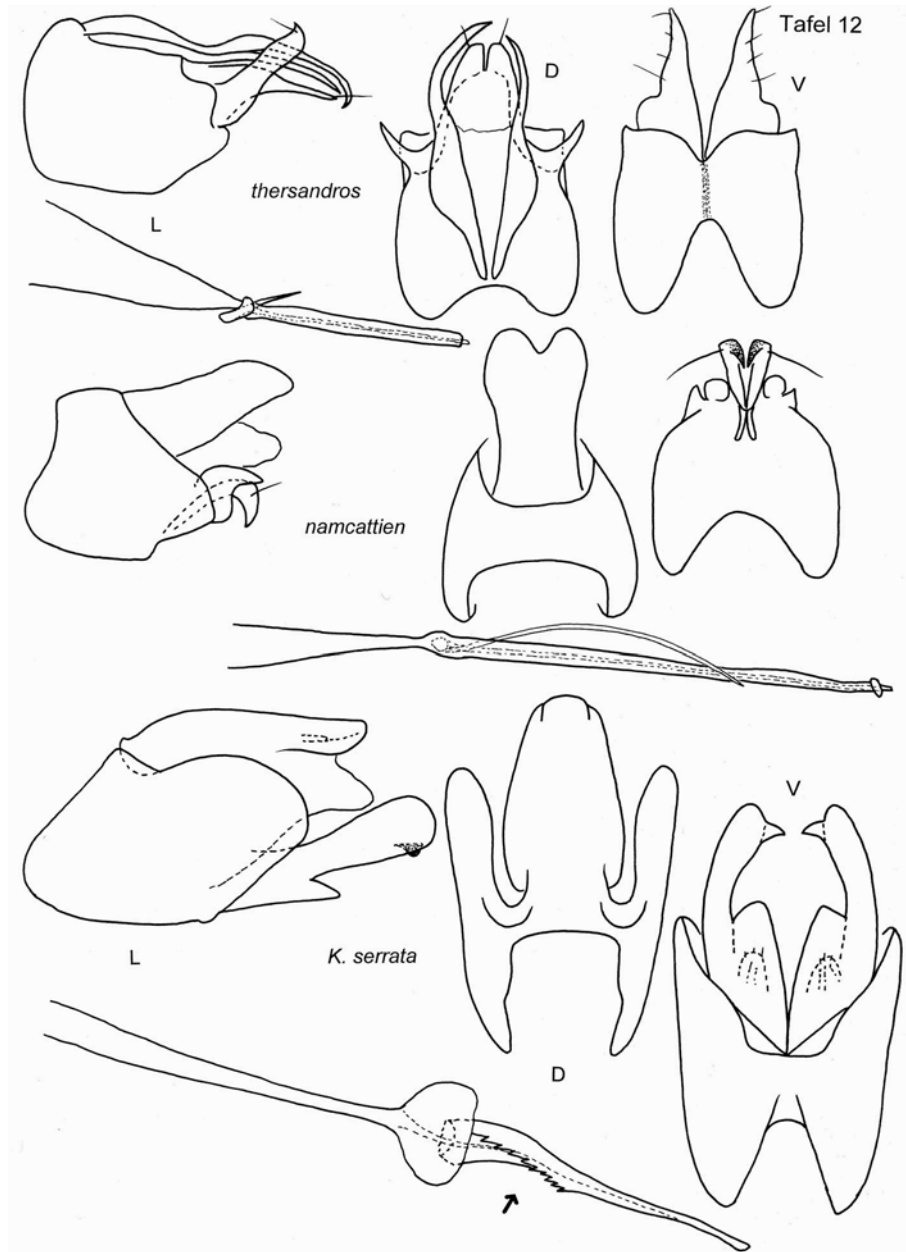 Tafel 12
D
V
thersandros
L
namcattien
V
L
K. serrata
D